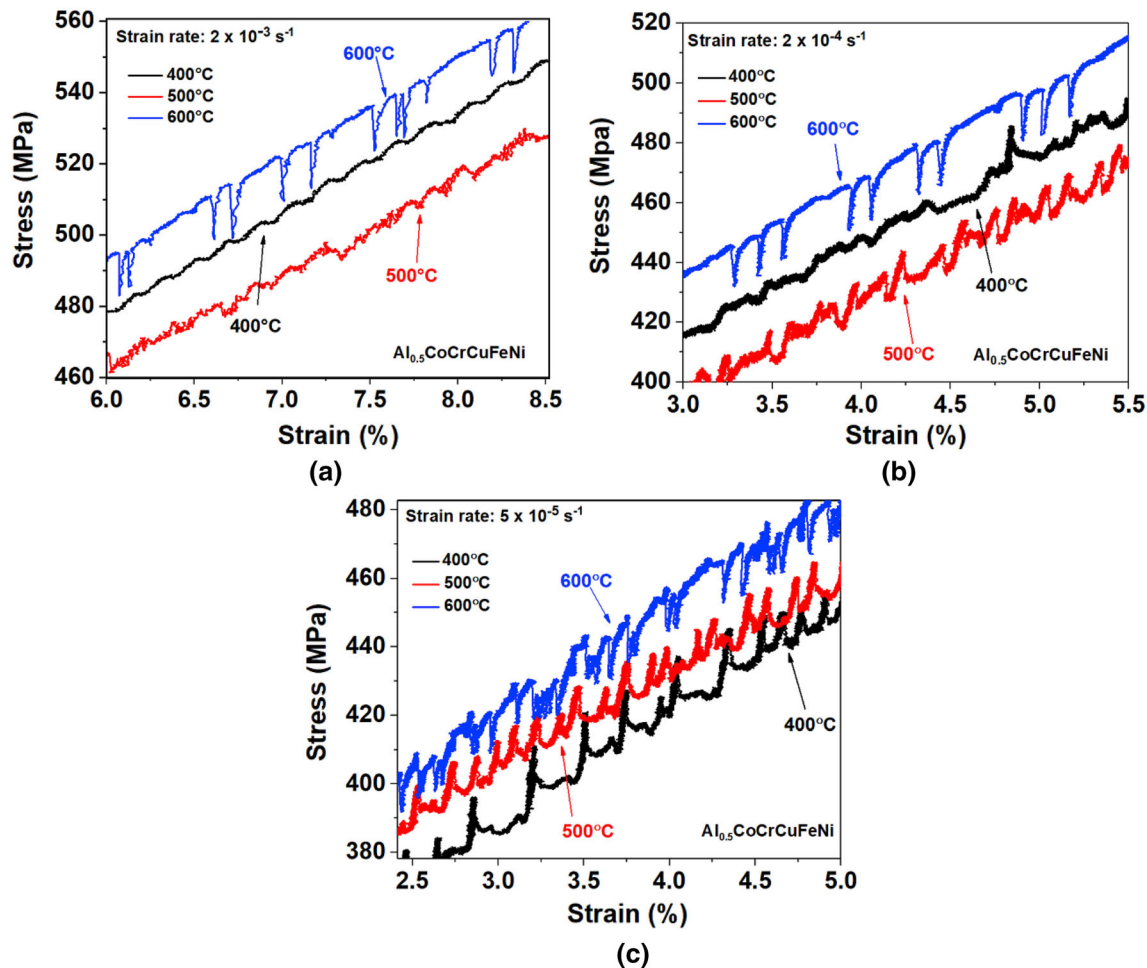 560
540
520
500
480
460
Stress (MPa)
Strain rate: 2 x 10⁻³ s⁻¹
400°C
500°C
600°C
600°C
400°C
500°C
Al₀.₅CoCrCuFeNi
6.0 6.5 7.0 7.5 8.0 8.5
Strain (%)
(a)
520
500
480
460
440
420
400
Stress (Mpa)
Strain rate: 2 x 10⁻⁴ s⁻¹
400°C
500°C
600°C
600°C
400°C
500°C
Al₀.₅CoCrCuFeNi
3.0 3.5 4.0 4.5 5.0 5.5
Strain (%)
(b)
480
460
440
420
400
380
Stress (MPa)
Strain rate: 5 x 10⁻⁵ s⁻¹
400°C
500°C
600°C
600°C
400°C
500°C
Al₀.₅CoCrCuFeNi
2.5 3.0 3.5 4.0 4.5 5.0
Strain (%)
(c)